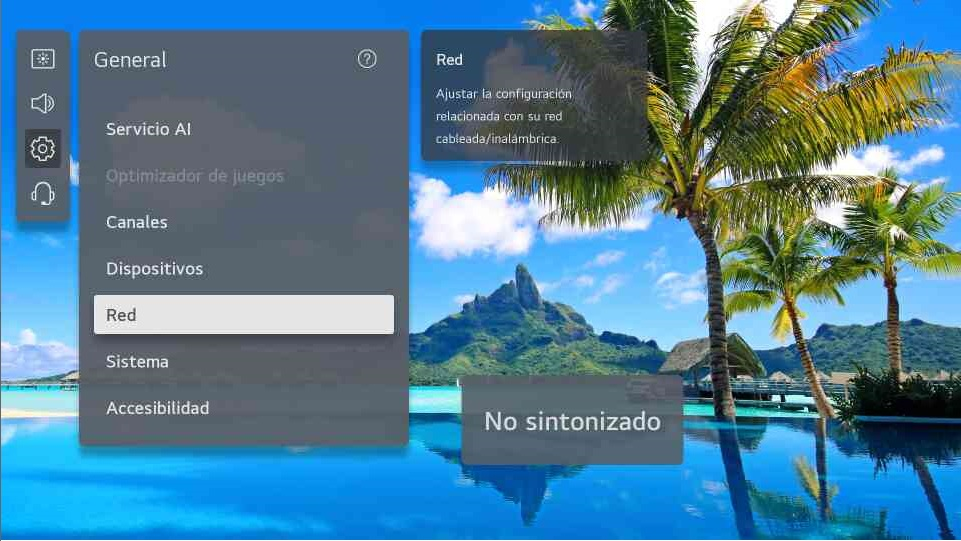 General
Servicio AI
Optimizador de juegos
Canales
Dispositivos
Red
Sistema
Accesibilidad
Red
Ajustar la configuración
relacionada con su red
cableada/inalámbrica.
No sintonizado